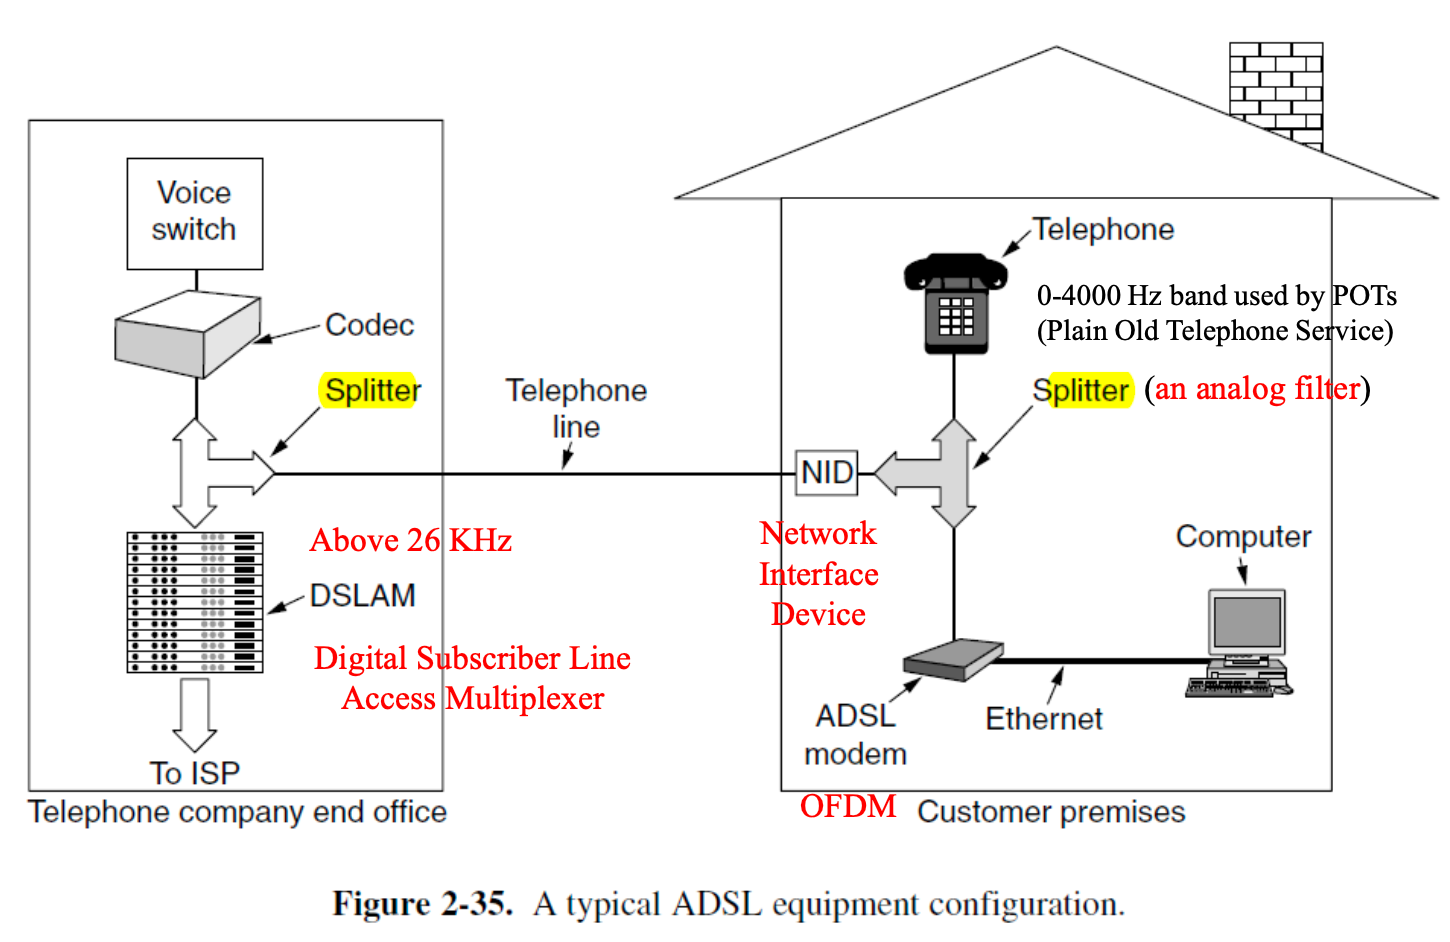 Voice
switch
Codec
Splitter
Telephone
line
Above 26 KHz
DSLAM
Digital Subscriber Line
Access Multiplexer
To ISP
Telephone company end office
Telephone
0-4000 Hz band used by POTs
(Plain Old Telephone Service)
Splitter (an analog filter)
NID
Network
Interface
Device
Computer
ADSL
modem
Ethernet
OFDM
Customer premises
Figure 2-35. A typical ADSL equipment configuration.